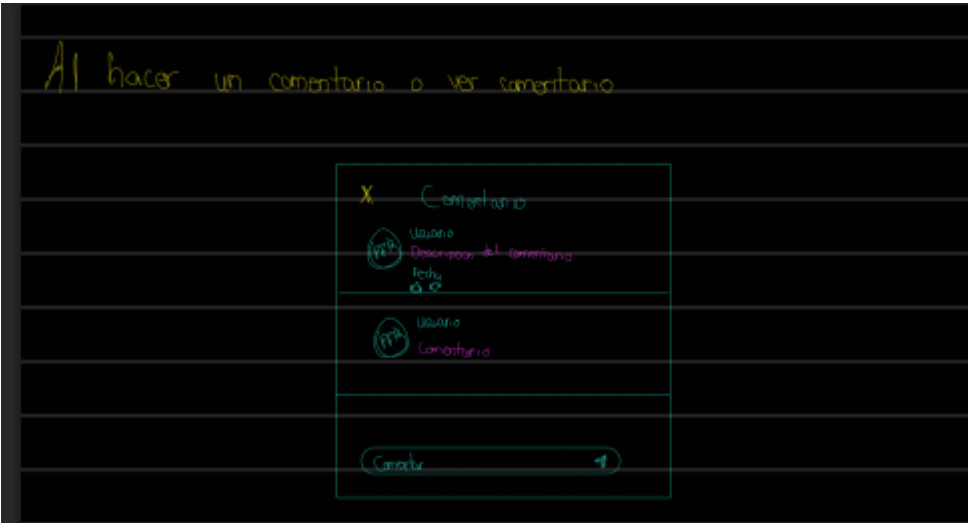 Al hacer un comentario o ver comentario
X Comentario
Usuario
Descripcion del comentario
Fecha
Usuario
Comentario
Comentar